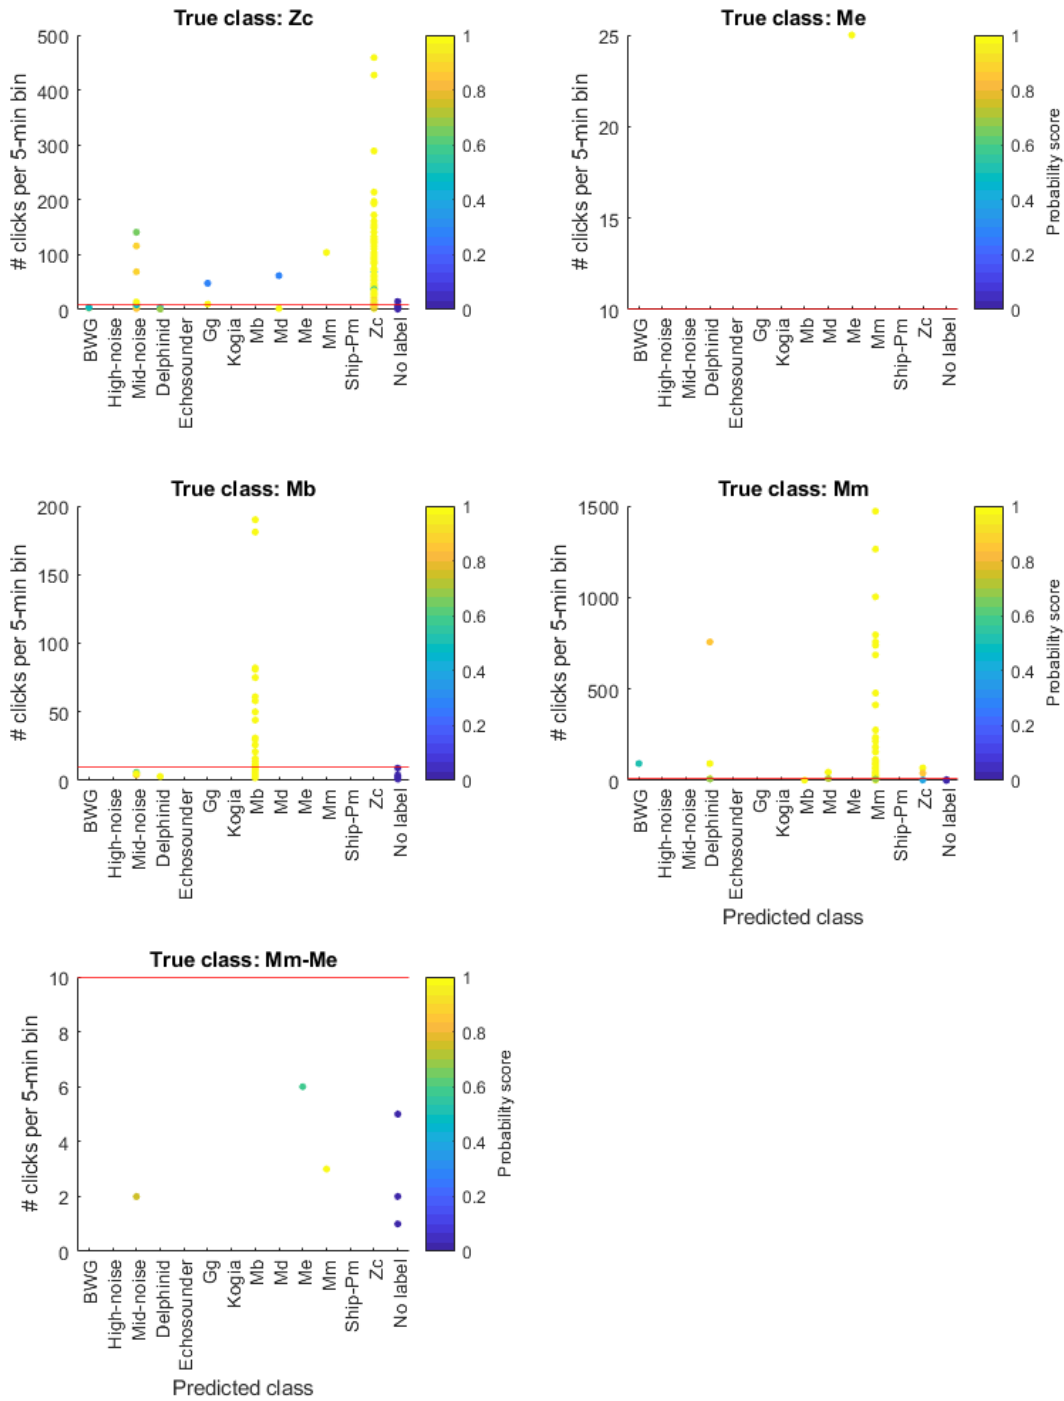 True class: Zc
500
400
300
200
100
0
# clicks per 5-min bin
BWG
High-noise
Mid-noise
Delphinid
Echosounder
Gg
Kogia
Mb
Md
Me
Mm
Ship-Pm
Zc
No label
1
0.8
0.6
0.4
0.2
0
True class: Me
25
20
15
10
# clicks per 5-min bin
BWG
High-noise
Mid-noise
Delphinid
Echosounder
Gg
Kogia
Mb
Md
Me
Mm
Ship-Pm
Zc
No label
1
0.8
0.6
0.4
0.2
0
Probability score
True class: Mb
200
150
100
50
0
# clicks per 5-min bin
BWG
High-noise
Mid-noise
Delphinid
Echosounder
Gg
Kogia
Mb
Md
Me
Mm
Ship-Pm
Zc
No label
1
0.8
0.6
0.4
0.2
0
True class: Mm
1500
1000
500
0
# clicks per 5-min bin
BWG
High-noise
Mid-noise
Delphinid
Echosounder
Gg
Kogia
Mb
Md
Me
Mm
Ship-Pm
Zc
No label
Predicted class
1
0.8
0.6
0.4
0.2
0
Probability score
True class: Mm-Me
10
8
6
4
2
0
# clicks per 5-min bin
BWG
High-noise
Mid-noise
Delphinid
Echosounder
Gg
Kogia
Mb
Md
Me
Mm
Ship-Pm
Zc
No label
Predicted class
1
0.8
0.6
0.4
0.2
0
Probability score